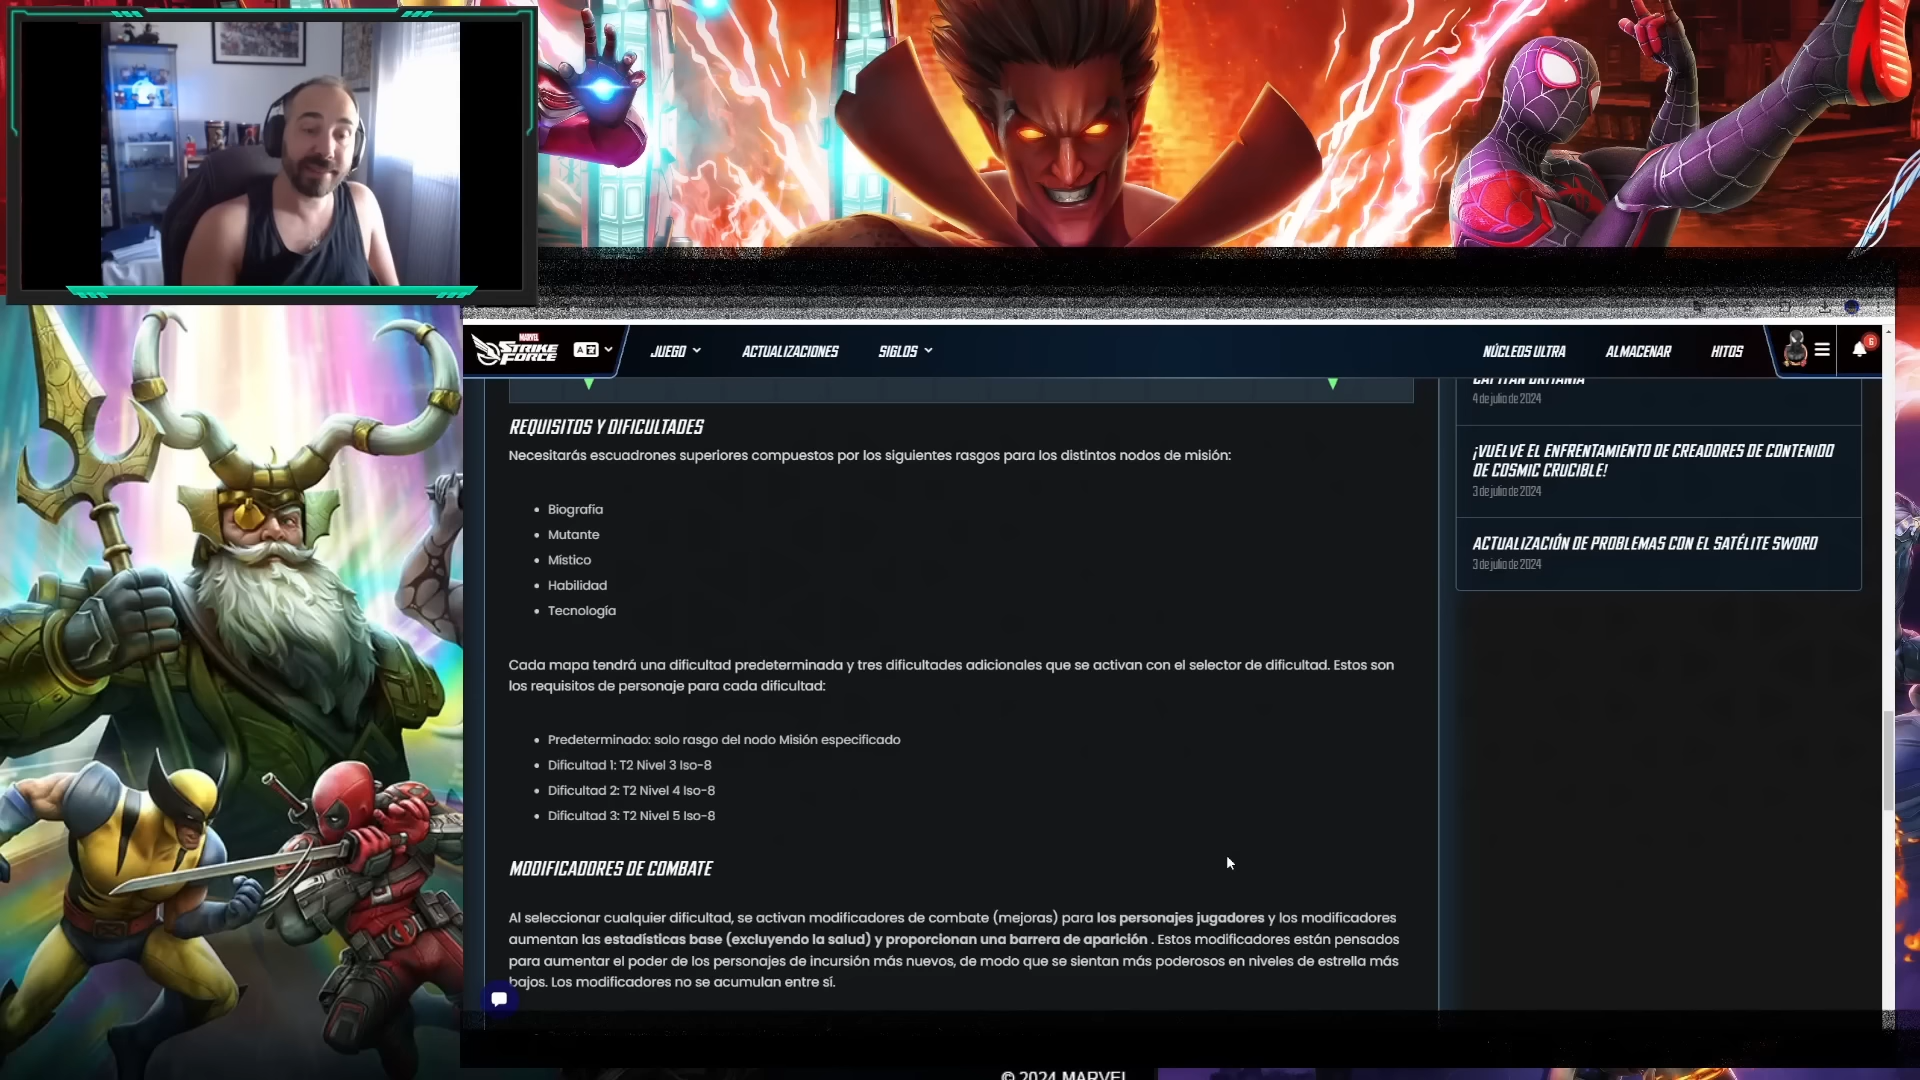 MARVEL
STRIKE
FORCE
JUEGO
ACTUALIZACIONES
SIGLOS
NÚCLEOS ULTRA
ALMACENAR
HITOS
6
CAPITÁN BRITANIA
4 de julio de 2024
¡VUELVE EL ENFRENTAMIENTO DE CREADORES DE CONTENIDO
DE COSMIC CRUCIBLE!
3 de julio de 2024
ACTUALIZACIÓN DE PROBLEMAS CON EL SATÉLITE SWORD
3 de julio de 2024
REQUISITOS Y DIFICULTADES
Necesitarás escuadrones superiores compuestos por los siguientes rasgos para los distintos nodos de misión:
• Biografía
• Mutante
• Místico
• Habilidad
• Tecnología
Cada mapa tendrá una dificultad predeterminada y tres dificultades adicionales que se activan con el selector de dificultad. Estos son
los requisitos de personaje para cada dificultad:
• Predeterminado: solo rasgo del nodo Misión especificado
• Dificultad 1: T2 Nivel 3 Iso-8
• Dificultad 2: T2 Nivel 4 Iso-8
• Dificultad 3: T2 Nivel 5 Iso-8
MODIFICADORES DE COMBATE
Al seleccionar cualquier dificultad, se activan modificadores de combate (mejoras) para los personajes jugadores y los modificadores
aumentan las estadísticas base (excluyendo la salud) y proporcionan una barrera de aparición . Estos modificadores están pensados
para aumentar el poder de los personajes de incursión más nuevos, de modo que se sientan más poderosos en niveles de estrella más
bajos. Los modificadores no se acumulan entre sí.
© 2024 MARVEL